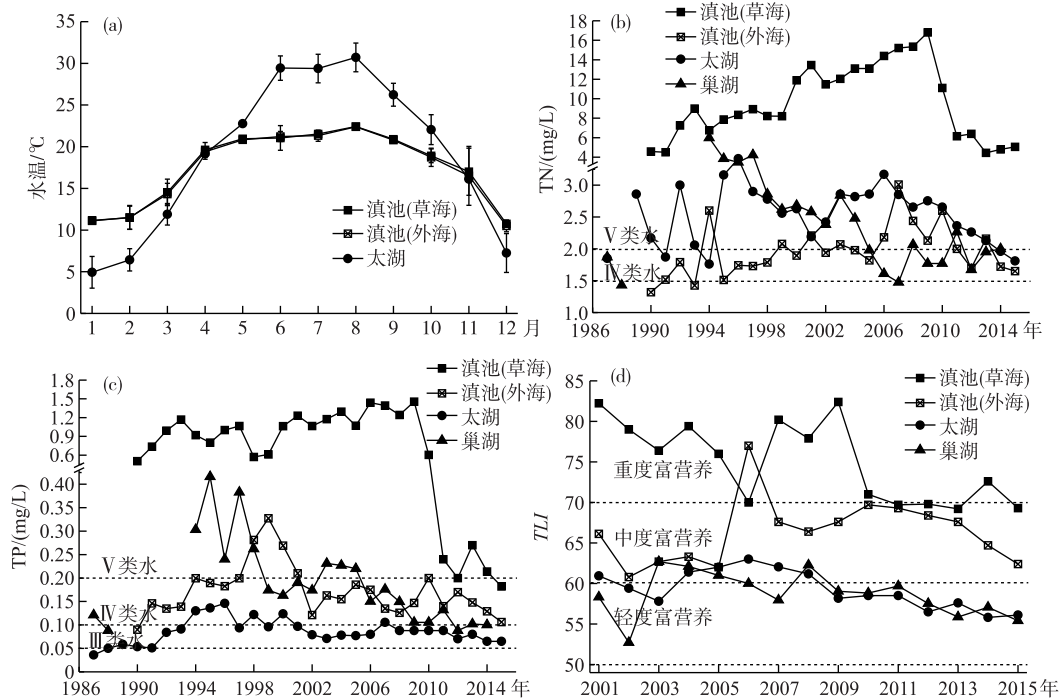 (a)
水温/℃
35
30
25
20
15
10
5
0
滇池(草海)
滇池(外海)
太湖
1 2 3 4 5 6 7 8 9 10 11 12 月
(b)
滇池(草海)
滇池(外海)
太湖
巢湖
TN/(mg/L)
18
16
14
12
10
8
6
4
3.0
2.5
2.0
1.5
1.0
Ⅴ类水
Ⅳ类水
1986 1990 1994 1998 2002 2006 2010 2014 年
(c)
滇池(草海)
滇池(外海)
太湖
巢湖
TP/(mg/L)
1.8
1.5
1.2
0.9
0.6
0.40
0.30
0.20
0.15
0.10
0.05
0
Ⅴ类水
Ⅳ类水
Ⅲ类水
1986 1990 1994 1998 2002 2006 2010 2014 年
(d)
滇池(草海)
滇池(外海)
太湖
巢湖
TLI
85
80
75
70
65
60
55
50
重度富营养
中度富营养
轻度富营养
2001 2003 2005 2007 2009 2011 2013 2015年